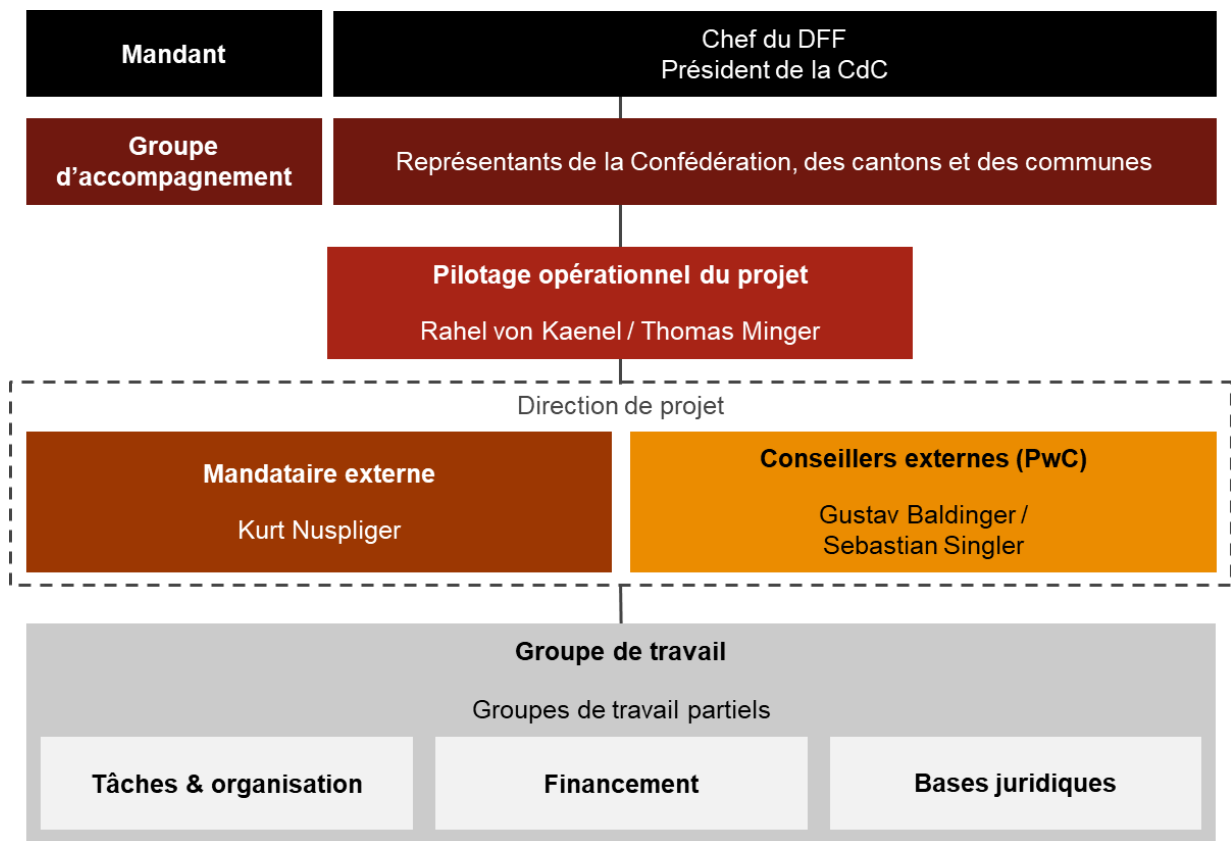 Mandant
Chef du DFF
Président de la CdC
Groupe
d’accompagnement
Représentants de la Confédération, des cantons et des communes
Pilotage opérationnel du projet
Rahel von Kaenel / Thomas Minger
Direction de projet
Mandataire externe
Kurt Nuspliger
Conseillers externes (PwC)
Gustav Baldinger /
Sebastian Singler
Groupe de travail
Groupes de travail partiels
Tâches & organisation
Financement
Bases juridiques